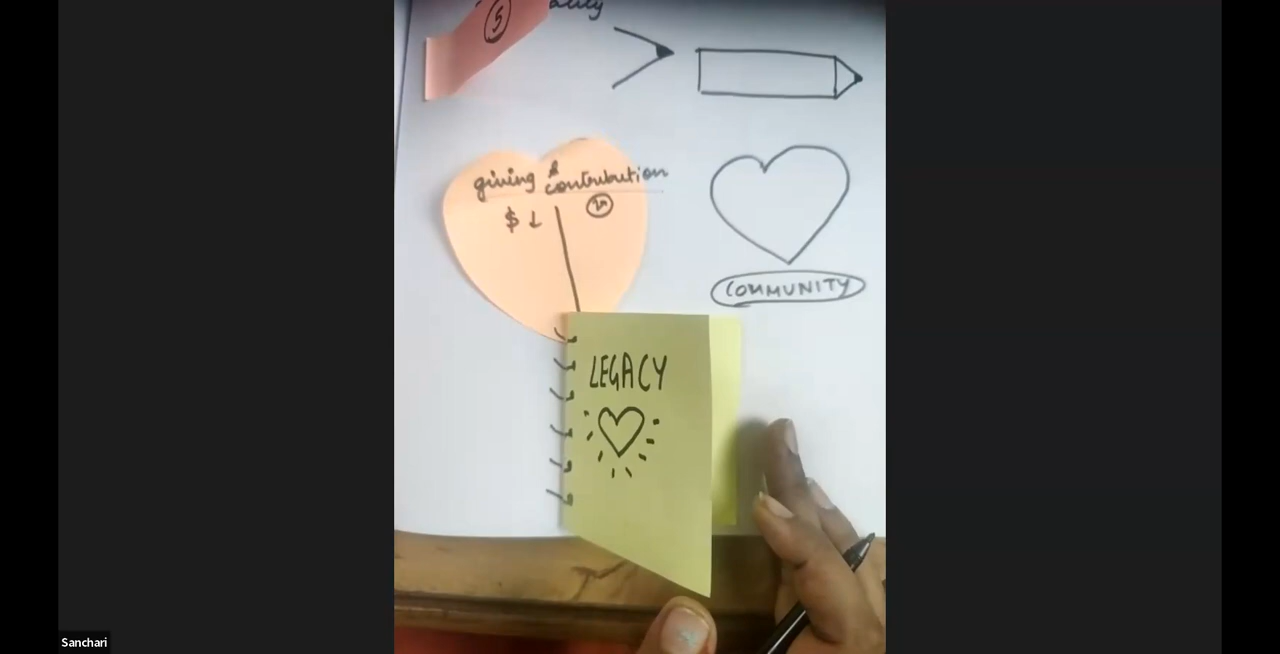 5
giving &
contribution
$ ↓
COMMUNITY
LEGACY
Sanchari